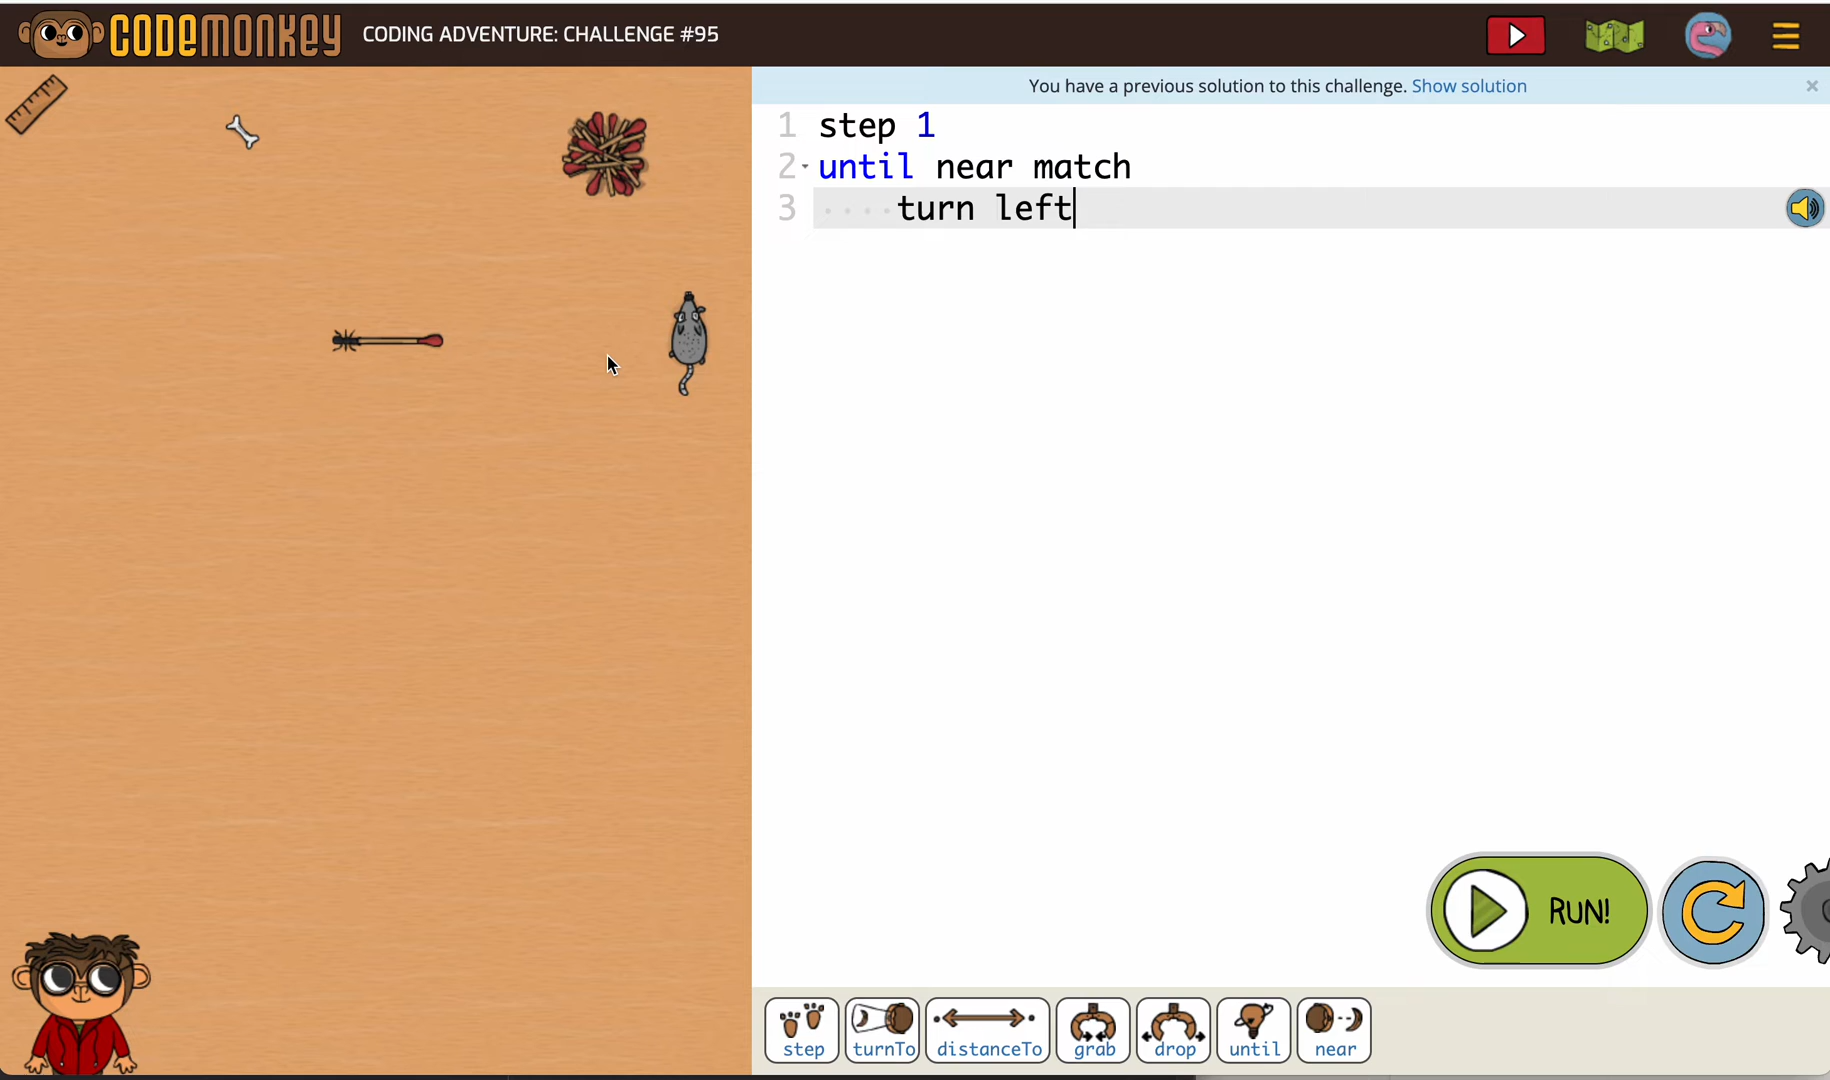 CODEMONKEY CODING ADVENTURE: CHALLENGE #95
You have a previous solution to this challenge. Show solution ×
1 step 1
2 until near match
3 turn left
RUN!
step turnTo distanceTo grab drop until near